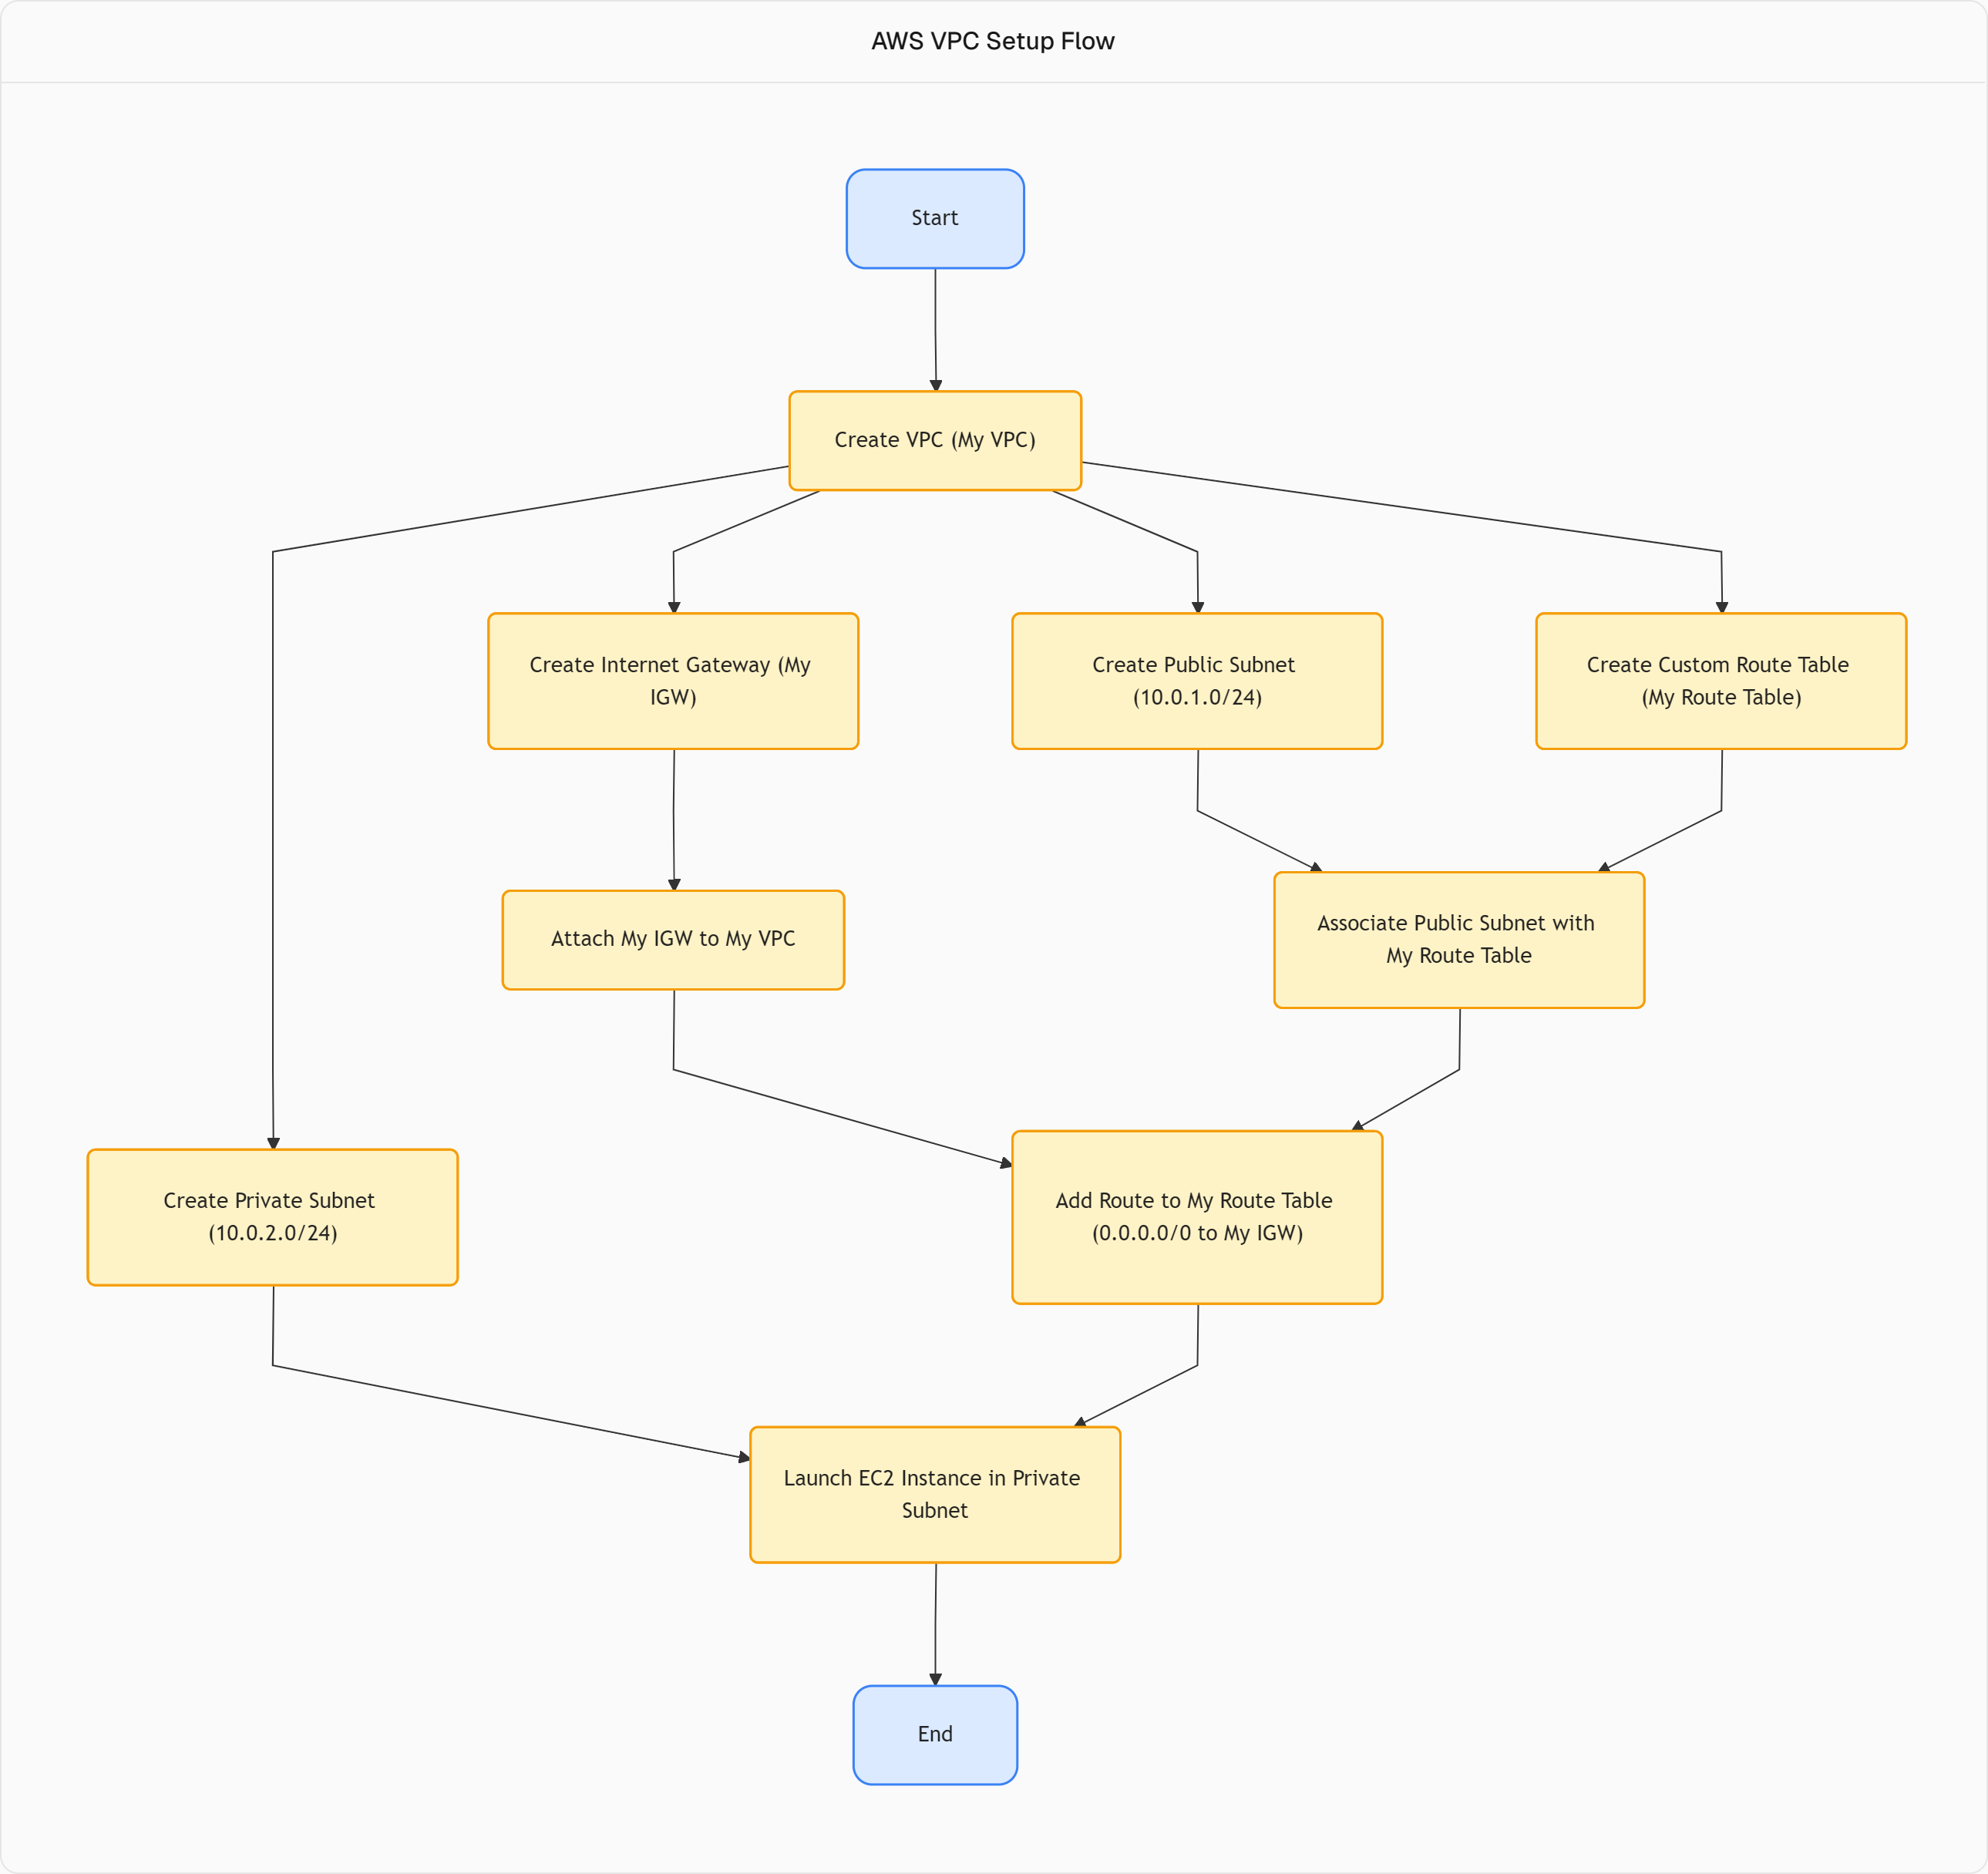 AWS VPC Setup Flow
Start
Create VPC (My VPC)
Create Internet Gateway (My
IGW)
Create Public Subnet
(10.0.1.0/24)
Create Custom Route Table
(My Route Table)
Attach My IGW to My VPC
Associate Public Subnet with
My Route Table
Create Private Subnet
(10.0.2.0/24)
Add Route to My Route Table
(0.0.0.0/0 to My IGW)
Launch EC2 Instance in Private
Subnet
End